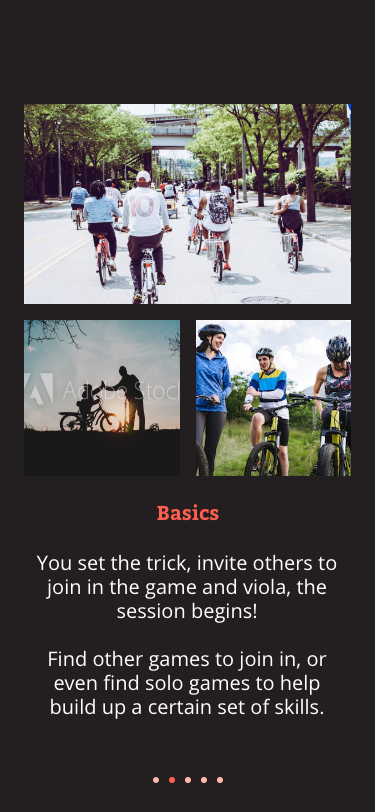 10
Adobe Stock
Basics
You set the trick, invite others to
join in the game and viola, the
session begins!
Find other games to join in, or
even find solo games to help
build up a certain set of skills.